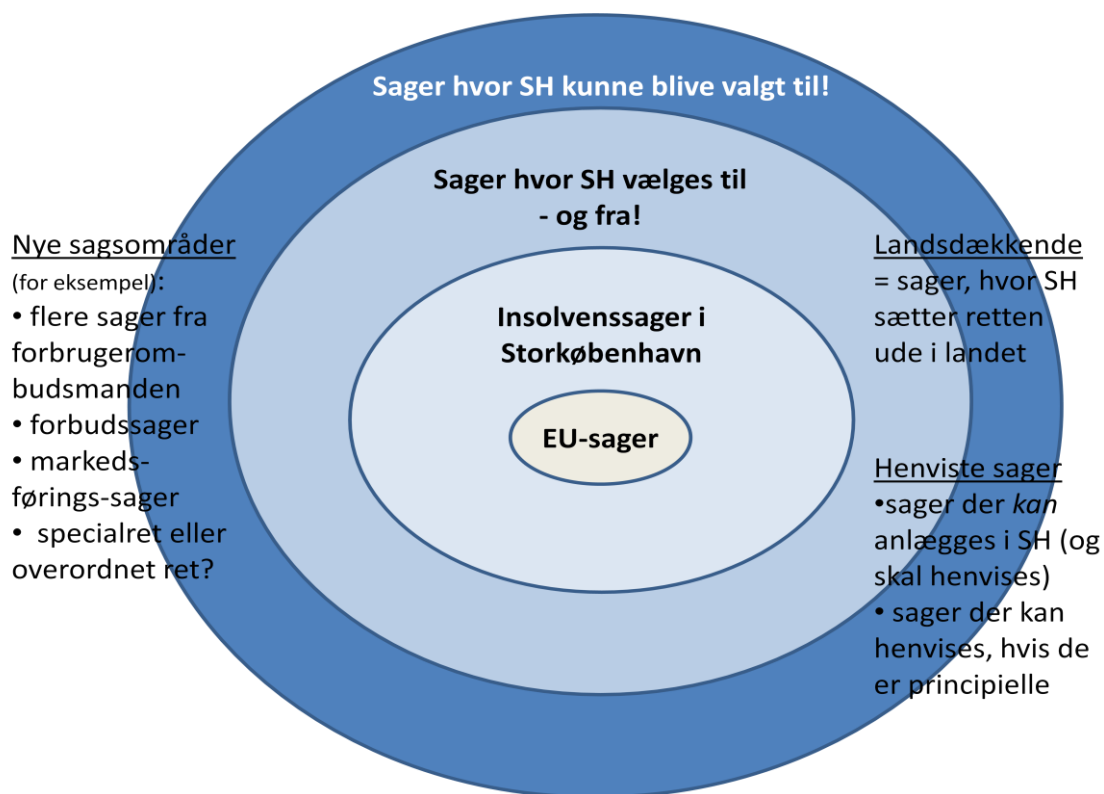 Sager hvor SH kunne blive valgt til!
Sager hvor SH vælges til
- og fra!
Insolvenssager i
Storkøbenhavn
EU-sager
Nye sagsområder
(for eksempel):
• flere sager fra
forbrugerom-
budsmanden
• forbudssager
• markeds-
førings-sager
• specialret eller
overordnet ret?
Landsdækkende
= sager, hvor SH
sætter retten
ude i landet
Henviste sager
•sager der kan
anlægges i SH (og
skal henvises)
• sager der kan
henvises, hvis de
er principielle